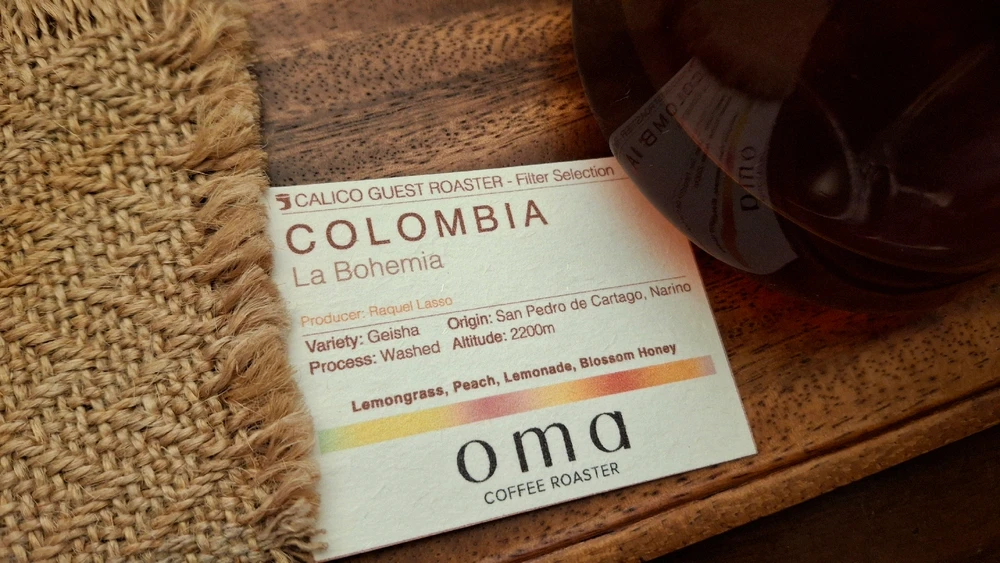 CALICO GUEST ROASTER - Filter Selection
COLOMBIA
La Bohemia
Producer: Raquel Lasso
Variety: Geisha Origin: San Pedro de Cartago, Narino
Process: Washed Altitude: 2200m
Lemongrass, Peach, Lemonade, Blossom Honey
oma
COFFEE ROASTER